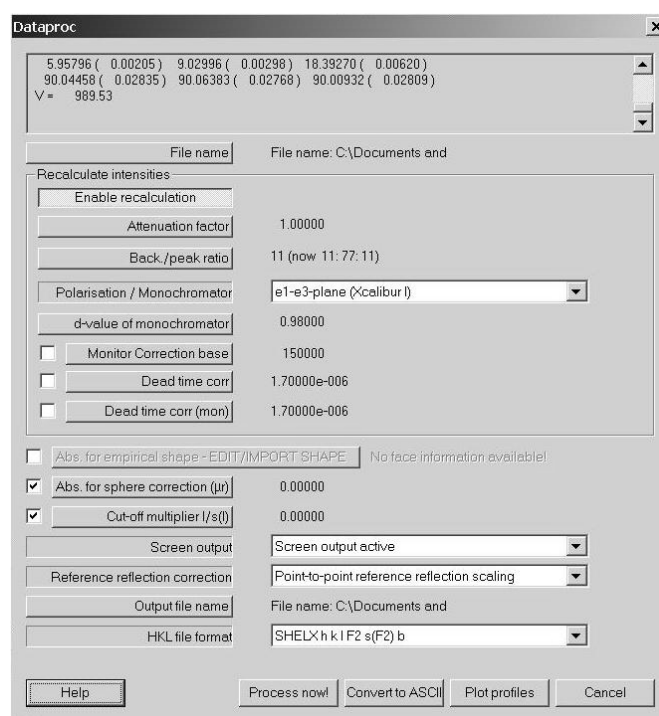 Dataproc
5.95796 ( 0.00205) 9.02996 ( 0.00298) 18.39270 ( 0.00620)
90.04458 ( 0.02835) 90.06383 ( 0.02768) 90.00932 ( 0.02809)
V = 989.53
File name File name: C:\Documents and
Recalculate intensities
Enable recalculation
Attenuation factor 1.00000
Back./peak ratio 11 (now 11: 77: 11)
Polarisation / Monochromator e1-e3-plane (Xcalibur I)
d-value of monochromator 0.98000
Monitor Correction base 150000
Dead time corr 1.70000e-006
Dead time corr (mon) 1.70000e-006
Abs. for empirical shape - EDIT/IMPORT SHAPE No face information available!
Abs. for sphere correction (µr) 0.00000
Cut-off multiplier I/s(I) 0.00000
Screen output Screen output active
Reference reflection correction Point-to-point reference reflection scaling
Output file name File name: C:\Documents and
HKL file format SHELX h k l F2 s(F2) b
Help Process now! Convert to ASCII Plot profiles Cancel